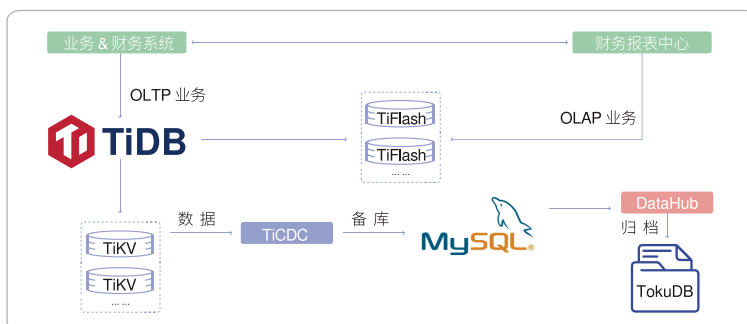 业务 & 财务系统
财务报表中心
OLTP 业务
TiDB
TiFlash
TiFlash
... ...
OLAP 业务
TiKV
TiKV
... ...
数据
TiCDC
备库
MySQL®
DataHub
归档
TokuDB